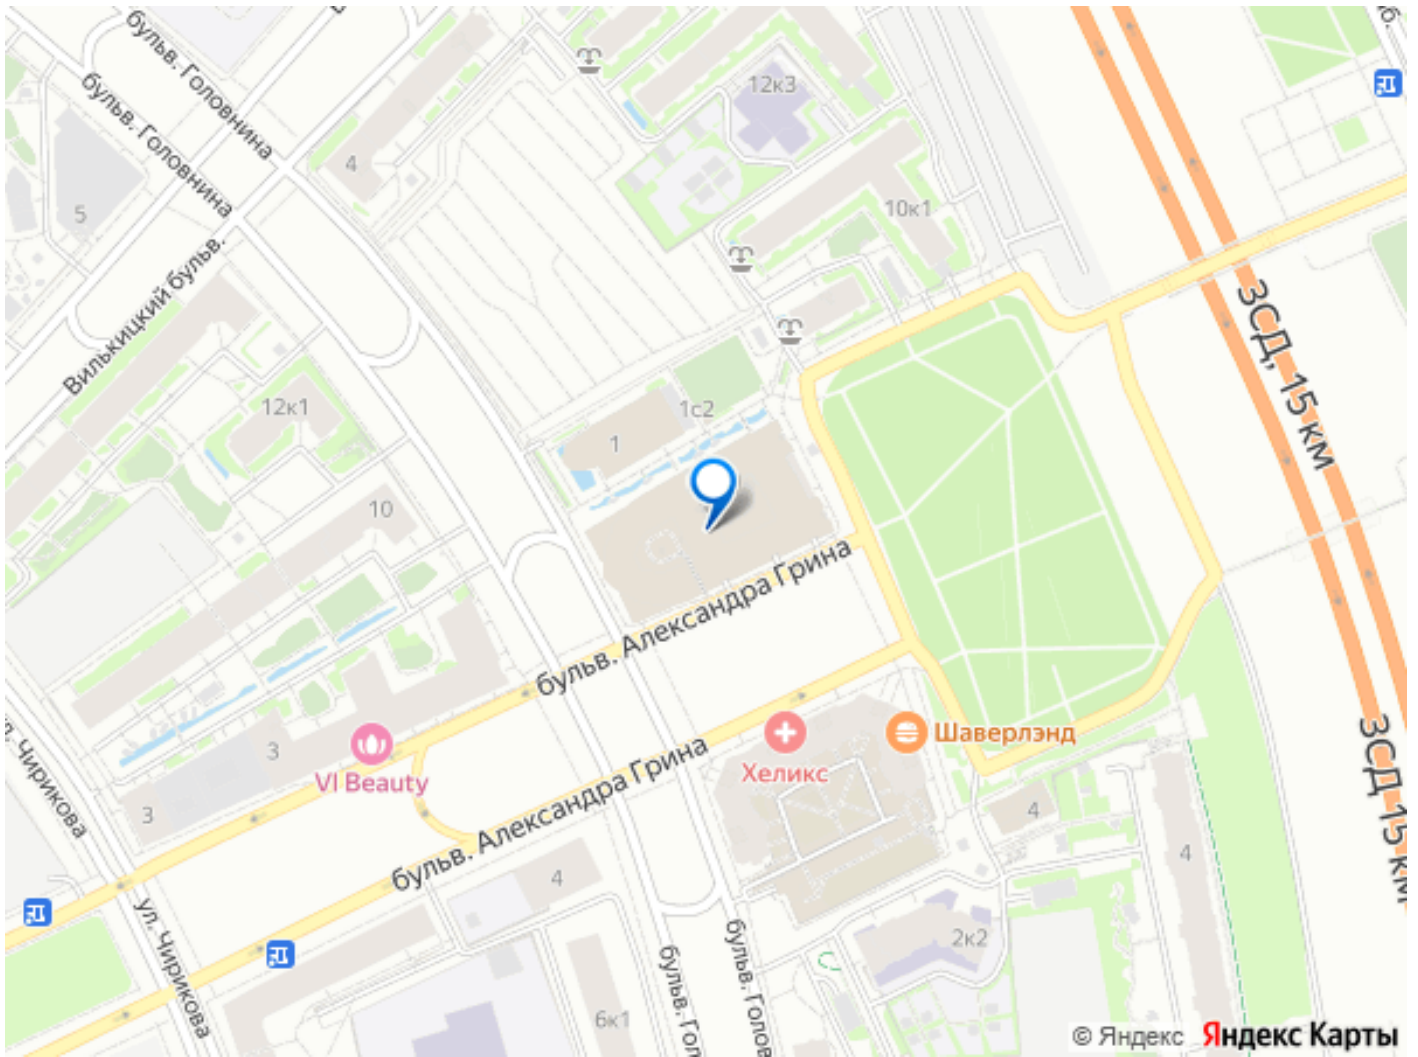 бульв. Головнина
бульв. Головнина
12к3
4
5
10к1
Вилькицкий бульв.
ЗСД, 15 км
12к1
1с2
1
10
бульв. Александра Грина
ул. Чирикова
3
VI Beauty
3
Хеликс
Шаверлэнд
бульв. Александра Грина
ЗСД 15 км
4
4
4
ул. Чирикова
2к2
бульв. Гол
бульв. Голов
6к1
© Яндекс Яндекс Карты